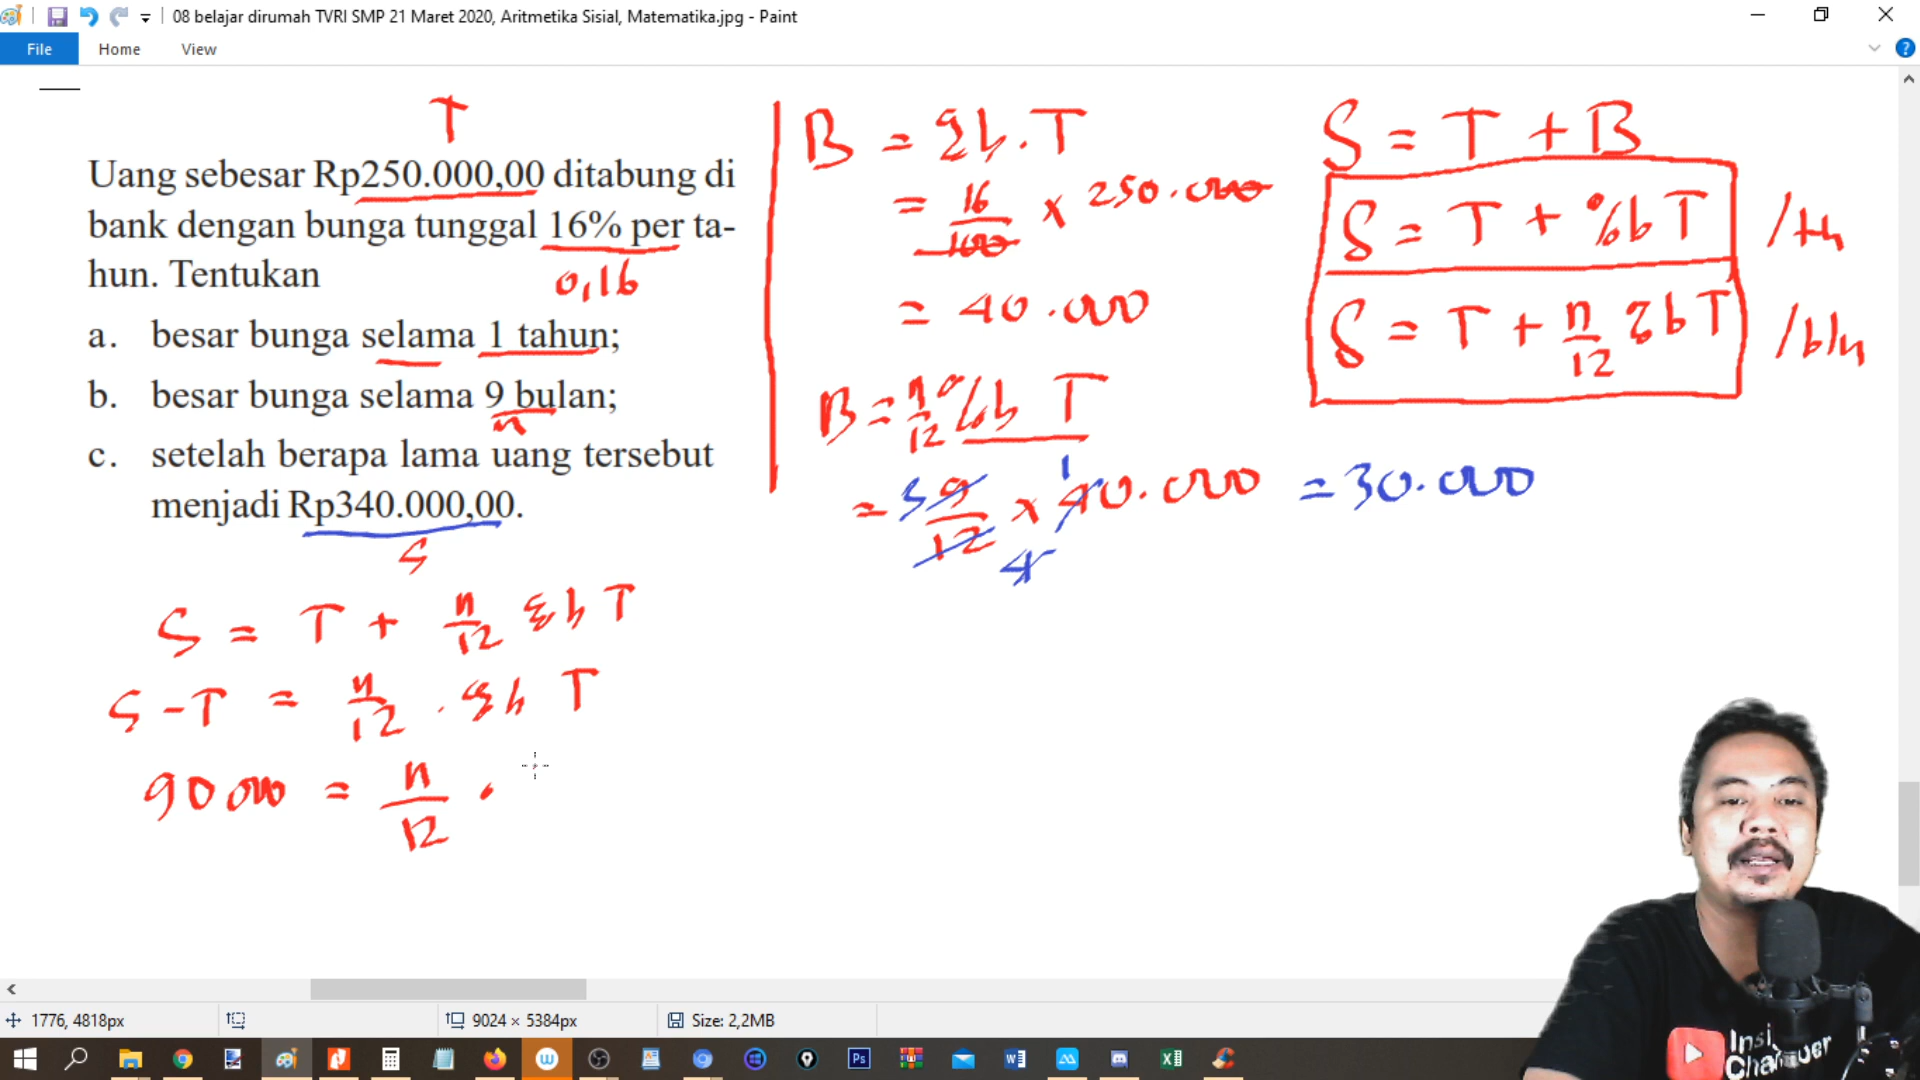 08 belajar dirumah TVRI SMP 21 Maret 2020, Aritmetika Sisial, Matematika.jpg - Paint
File Home View
T
Uang sebesar Rp250.000,00 ditabung di
bank dengan bunga tunggal 16% per ta-
hun. Tentukan
0,16
a. besar bunga selama 1 tahun;
b. besar bunga selama 9 bulan;
n
c. setelah berapa lama uang tersebut
menjadi Rp340.000,00.
S
S = T + n/12 %b T
S - T = n/12 . %b T
90 000 = n/12 .
B = %b . T
= 16/100 x 250.000
= 40.000
B = n/12 %b T
= 3 9/12 x 1 40.000 = 30.000
4
S = T + B
S = T + %b T /th
S = T + n/12 %b T /bln
1776, 4818px
9024 × 5384px
Size: 2,2MB
Insi
Chanuer